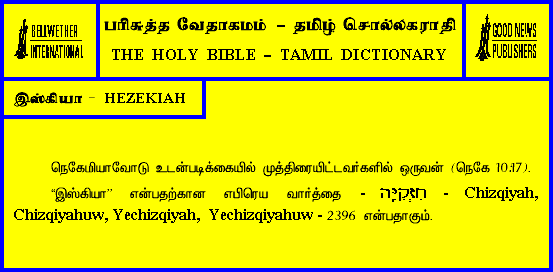 BELLWETHER
INTERNATIONAL
பரிசுத்த வேதாகமம் – தமிழ் சொல்லகராதி
THE HOLY BIBLE – TAMIL DICTIONARY
GOOD NEWS
PUBLISHERS
இஸ்கியா - HEZEKIAH
நெகேமியாவோடு உடன்படிக்கையில் முத்திரையிட்டவர்களில் ஒருவன் (நெகே 10:17).
“இஸ்கியா” என்பதற்கான எபிரெய வார்த்தை - חִזְקִיָּה - Chizqiyah,
Chizqiyahuw, Yechizqiyah, Yechizqiyahuw - 2396 என்பதாகும்.